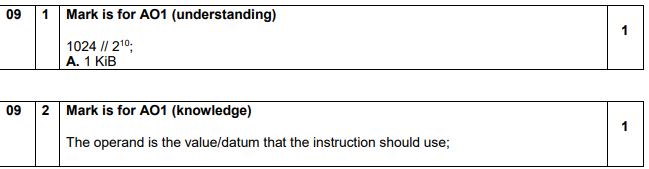 09 1 Mark is for AO1 (understanding)
1024 // 2¹⁰;
A. 1 KiB
1
09 2 Mark is for AO1 (knowledge)
The operand is the value/datum that the instruction should use;
1